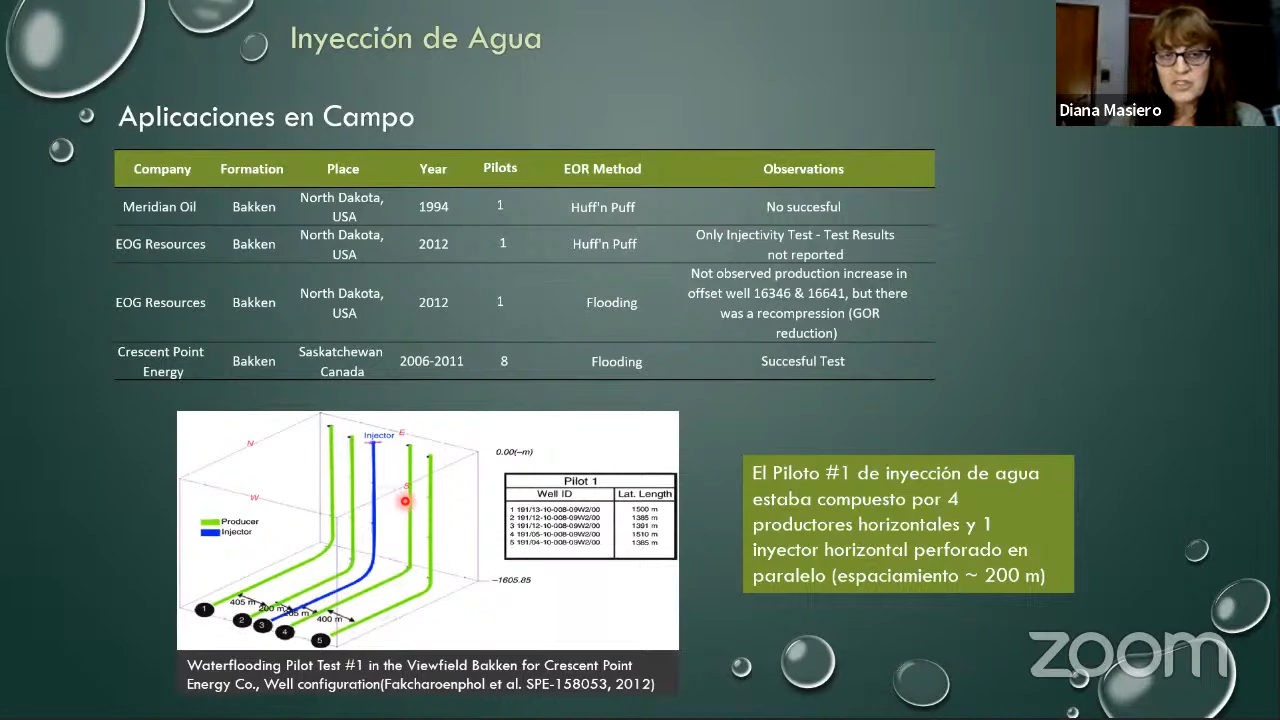 Inyección de Agua
Diana Masiero
Aplicaciones en Campo
Company Formation Place Year Pilots EOR Method Observations
Meridian Oil Bakken North Dakota, USA 1994 1 Huff'n Puff No succesful
EOG Resources Bakken North Dakota, USA 2012 1 Huff'n Puff Only Injectivity Test - Test Results not reported
EOG Resources Bakken North Dakota, USA 2012 1 Flooding Not observed production increase in offset well 16346 & 16641, but there was a recompression (GOR reduction)
Crescent Point Energy Bakken Saskatchewan Canada 2006-2011 8 Flooding Succesful Test
N
W
E
S
Injector
0.00(-m)
-1605.85
Producer
Injector
405 m
200 m
400 m
1
2
3
4
5
Pilot 1
Well ID Lat. Length
1 191/13-10-008-09W2/00 1500 m
2 191/12-10-008-09W2/00 1385 m
3 191/12-10-008-09W2/00 1391 m
4 191/05-10-008-09W2/00 1510 m
5 191/04-10-008-09W2/00 1365 m
Waterflooding Pilot Test #1 in the Viewfield Bakken for Crescent Point
Energy Co., Well configuration(Fakcharoenphol et al. SPE-158053, 2012)
El Piloto #1 de inyección de agua
estaba compuesto por 4
productores horizontales y 1
inyector horizontal perforado en
paralelo (espaciamiento ~ 200 m)
zoom